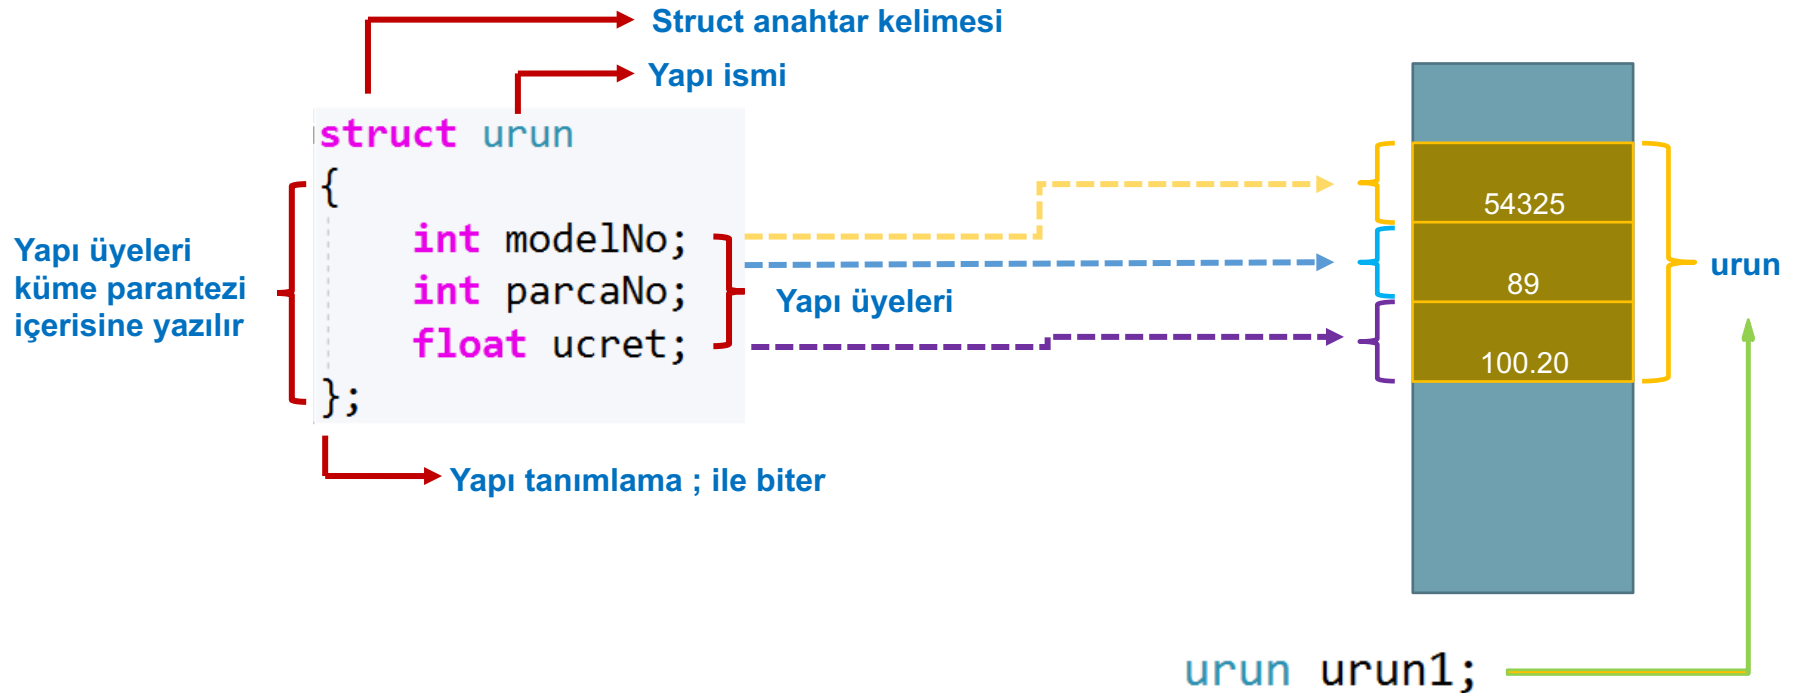 Struct anahtar kelimesi
Yapı ismi
struct urun
{
int modelNo;
int parcaNo;
float ucret;
};
Yapı üyeleri
küme parantezi
içerisine yazılır
Yapı üyeleri
Yapı tanımlama ; ile biter
54325
89
100.20
urun
urun urun1;